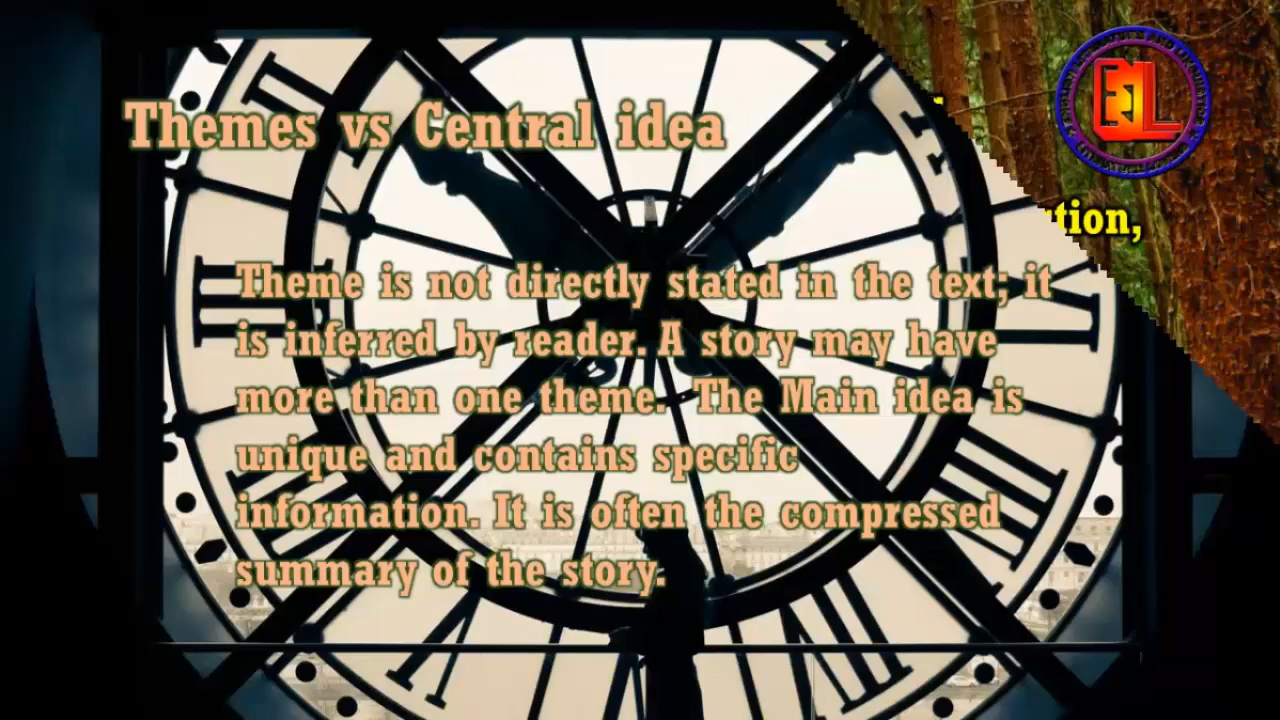 Themes vs Central idea
Theme is not directly stated in the text; it
is inferred by reader. A story may have
more than one theme. The Main idea is
unique and contains specific
information. It is often the compressed
summary of the story.
EL